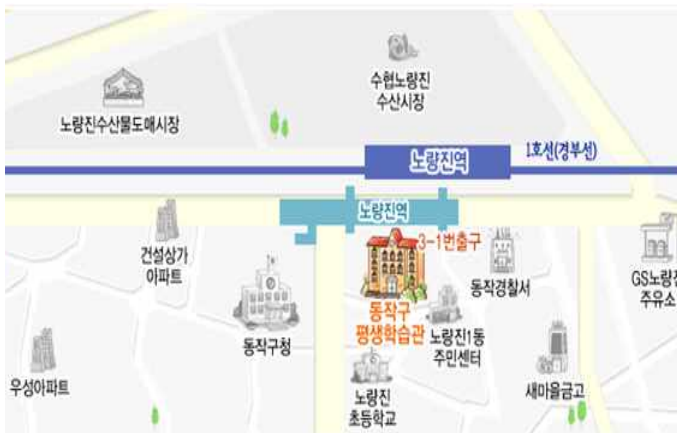 수협노량진
수산시장
노량진수산물도매시장
노량진역
1호선(경부선)
노량진역
3-1번출구
건설상가
아파트
동작경찰서
GS노량진
주유소
동작구
평생학습관
노량진1동
주민센터
동작구청
우성아파트
노량진
초등학교
새마을금고